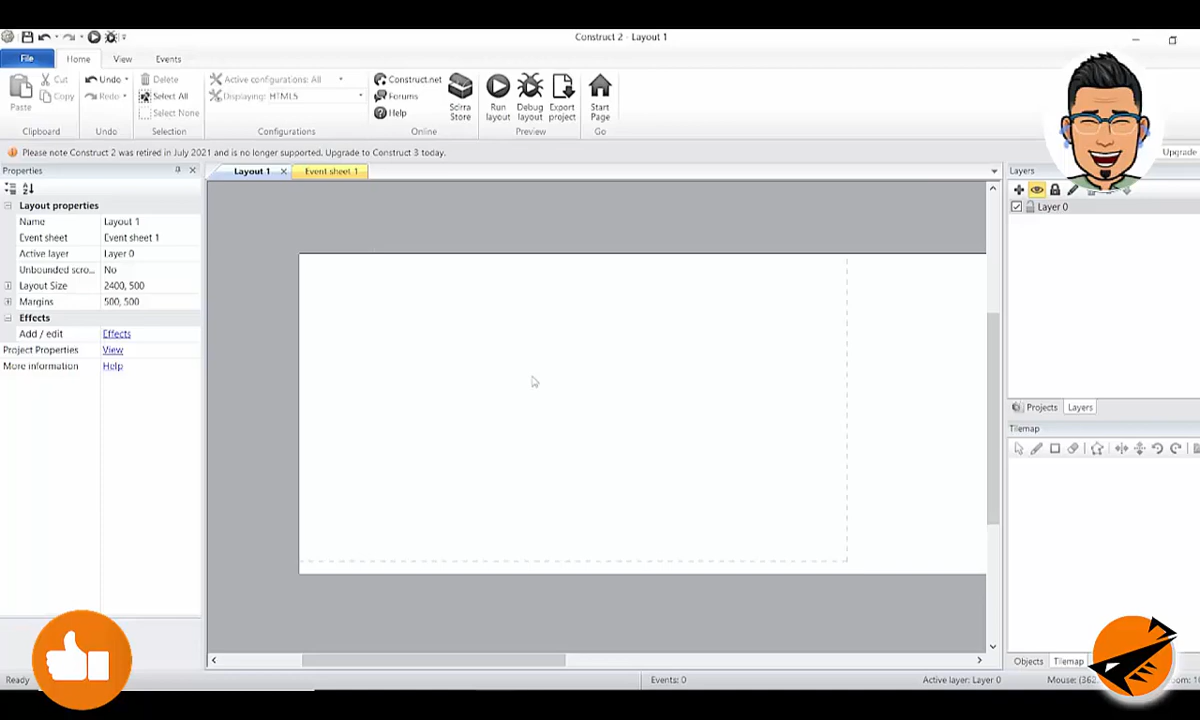 Construct 2 - Layout 1
File Home View Events
Paste Cut Copy
Undo Redo
Delete Select All Select None
Active configurations: All
Displaying: HTML5
Construct.net Forums Help
Scirra Store
Run layout Debug layout Export project
Start Page
Clipboard Undo Selection Configurations Online Preview Go
Please note Construct 2 was retired in July 2021 and is no longer supported. Upgrade to Construct 3 today.
Upgrade
Properties
Layout 1 Event sheet 1
Layers
Layout properties
Layer 0
Name Layout 1
Event sheet Event sheet 1
Active layer Layer 0
Unbounded scro... No
Layout Size 2400, 500
Margins 500, 500
Effects
Add / edit Effects
Project Properties View
More information Help
Projects Layers
Tilemap
Objects Tilemap
Ready Events: 0 Active layer: Layer 0 Mouse: (362